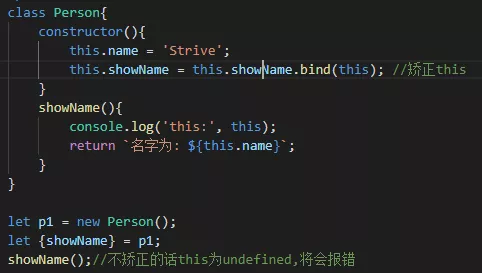 class Person{
    constructor(){
        this.name = 'Strive';
        this.showName = this.showName.bind(this); //矫正this
    }
    showName(){
        console.log('this:', this);
        return `名字为: ${this.name}`;
    }
}

let p1 = new Person();
let {showName} = p1;
showName();//不矫正的话this为undefined,将会报错